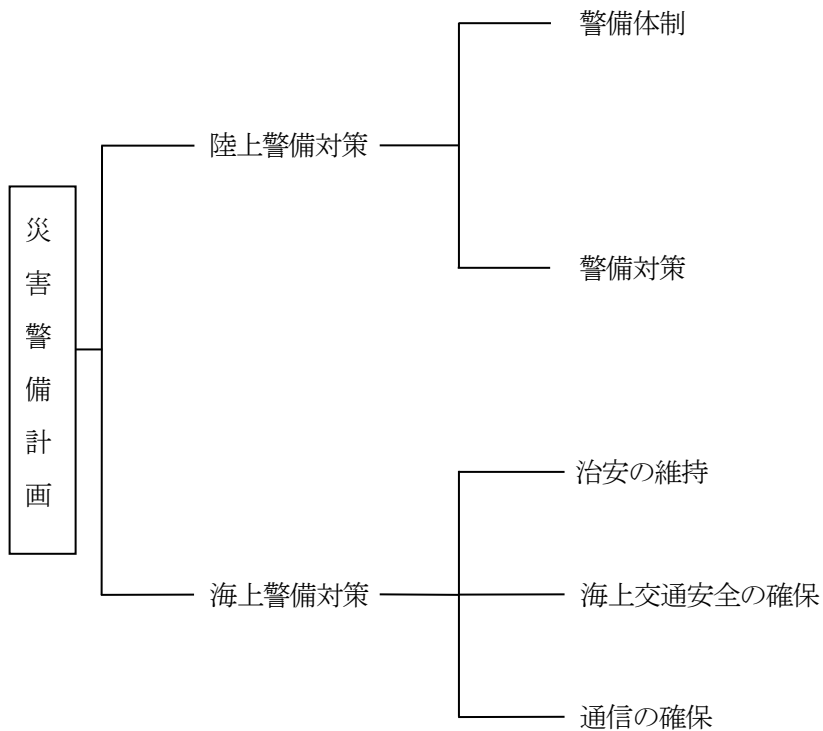 災害警備計画
陸上警備対策
警備体制
警備対策
海上警備対策
治安の維持
海上交通安全の確保
通信の確保